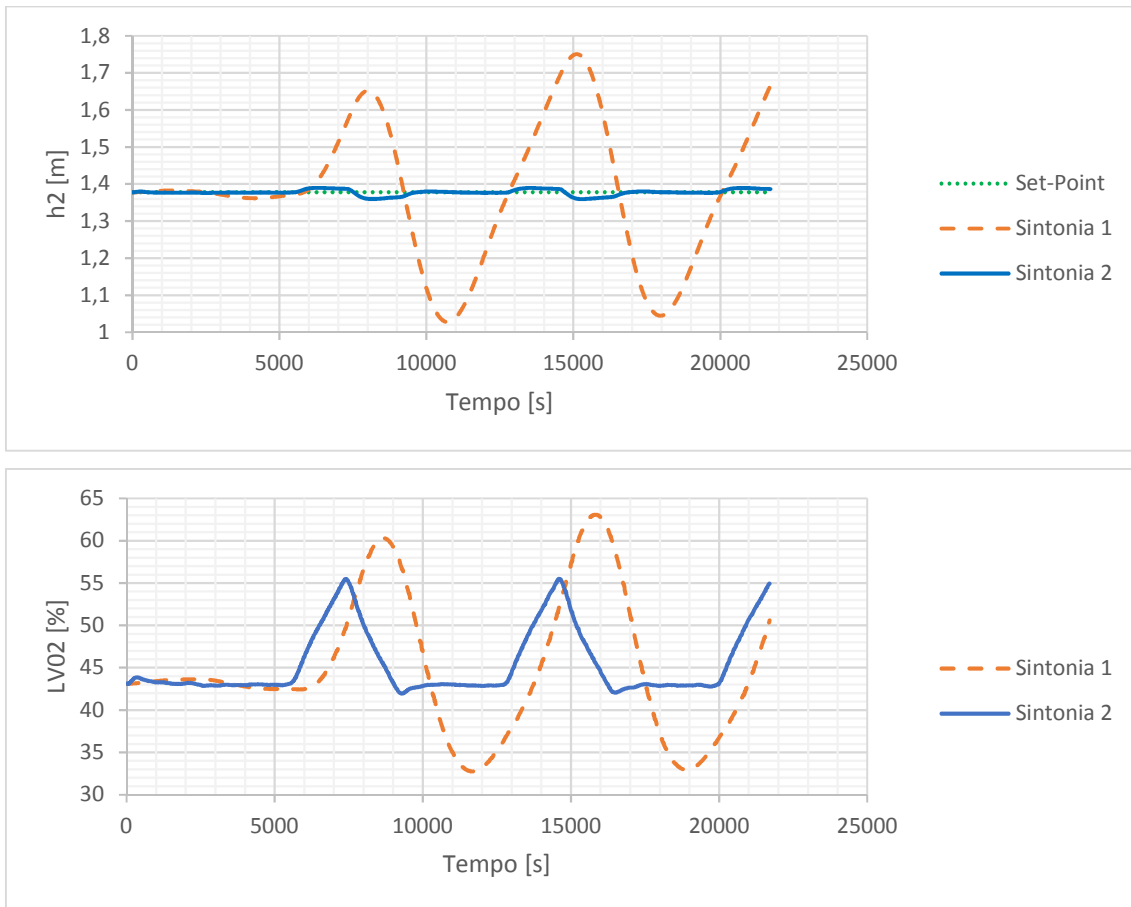 1,8
1,7
1,6
1,5
1,4
1,3
1,2
1,1
1
h2 [m]
0 5000 10000 15000 20000 25000
Tempo [s]
Set-Point
Sintonia 1
Sintonia 2
65
60
55
50
45
40
35
30
LV02 [%]
0 5000 10000 15000 20000 25000
Tempo [s]
Sintonia 1
Sintonia 2